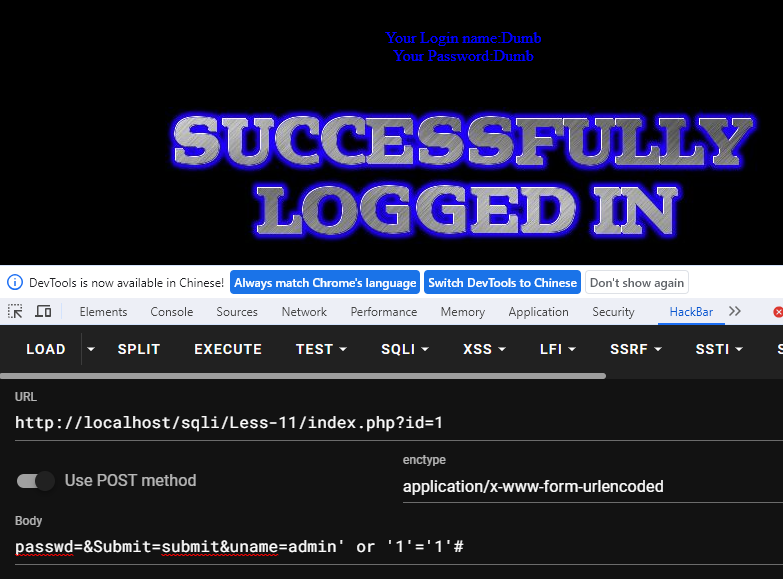 Your Login name:Dumb
Your Password:Dumb
SUCCESSFULLY
LOGGED IN
DevTools is now available in Chinese! Always match Chrome's language Switch DevTools to Chinese Don't show again
Elements Console Sources Network Performance Memory Application Security HackBar
LOAD SPLIT EXECUTE TEST SQLI XSS LFI SSRF SSTI S
URL
http://localhost/sqli/Less-11/index.php?id=1
Use POST method
enctype
application/x-www-form-urlencoded
Body
passwd=&Submit=submit&uname=admin' or '1'='1'#